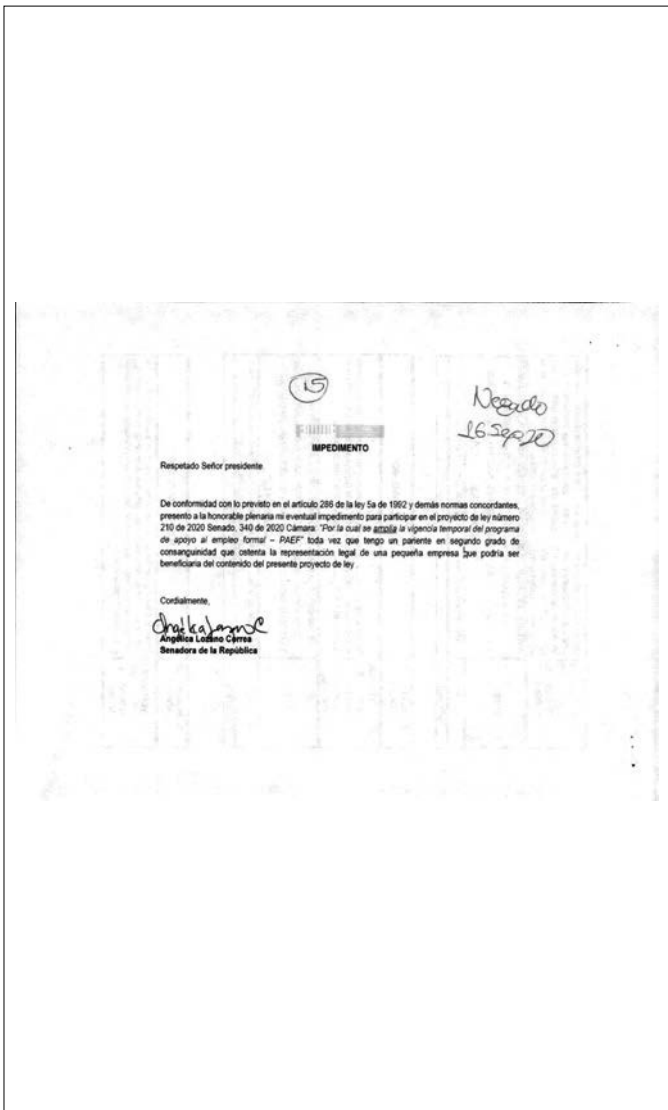 15
Negado
16 Sep 20
IMPEDIMENTO
Respetado Señor presidente
De conformidad con lo previsto en el artículo 286 de la ley 5a de 1992 y demás normas concordantes,
presento a la honorable plenaria mi eventual impedimento para participar en el proyecto de ley número
210 de 2020 Senado, 340 de 2020 Cámara: "Por la cual se amplía la vigencia temporal del programa
de apoyo al empleo formal – PAEF" toda vez que tengo un pariente en segundo grado de
consanguinidad que ostenta la representación legal de una pequeña empresa que podría ser
beneficiaria del contenido del presente proyecto de ley.
Cordialmente,
Angélica Lozano C
Angélica Lozano Correa
Senadora de la República